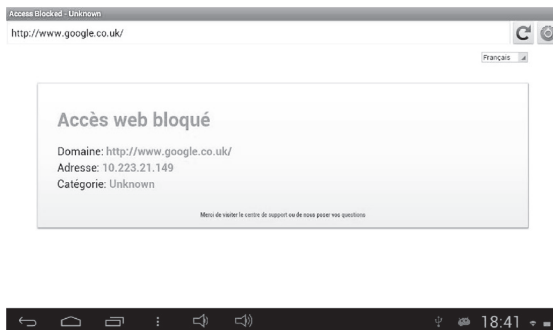 Access Blocked - Unknown
http://www.google.co.uk/
Français
Accès web bloqué
Domaine: http://www.google.co.uk/
Adresse: 10.223.21.149
Catégorie: Unknown
Merci de visiter le centre de support ou de nous poser vos questions
18:41